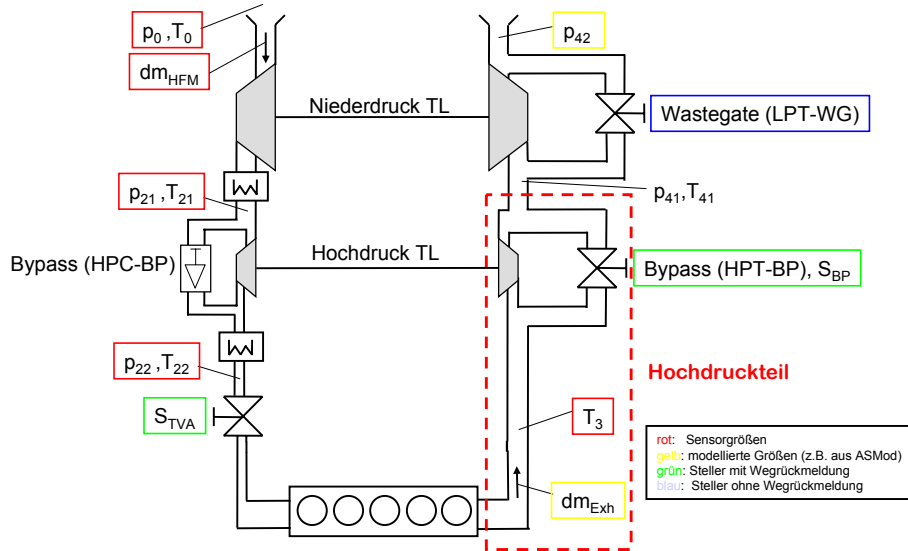 p0 ,T0
dmHFM
p42
Niederdruck TL
Wastegate (LPT-WG)
p21 ,T21
p41,T41
Bypass (HPC-BP)
Hochdruck TL
Bypass (HPT-BP), SBP
p22 ,T22
Hochdruckteil
STVA
T3
dmExh
rot: Sensorgrößen
gelb: modellierte Größen (z.B. aus ASMod)
grün: Steller mit Wegrückmeldung
blau: Steller ohne Wegrückmeldung